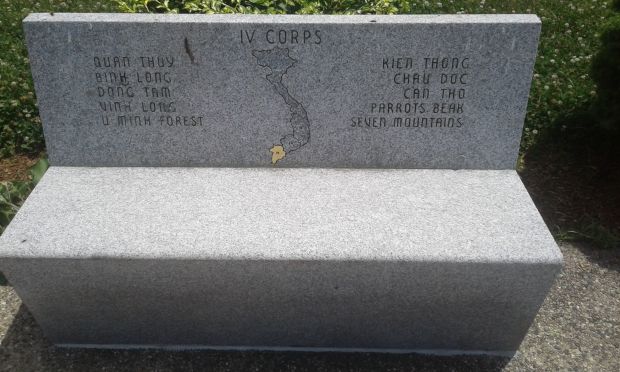 IV CORPS
QUAN THUY
BINH LONG
DONG TAM
VINH LONG
U MINH FOREST
KIEN THONG
CHAU DOC
CAN THO
PARROTS BEAK
SEVEN MOUNTAINS